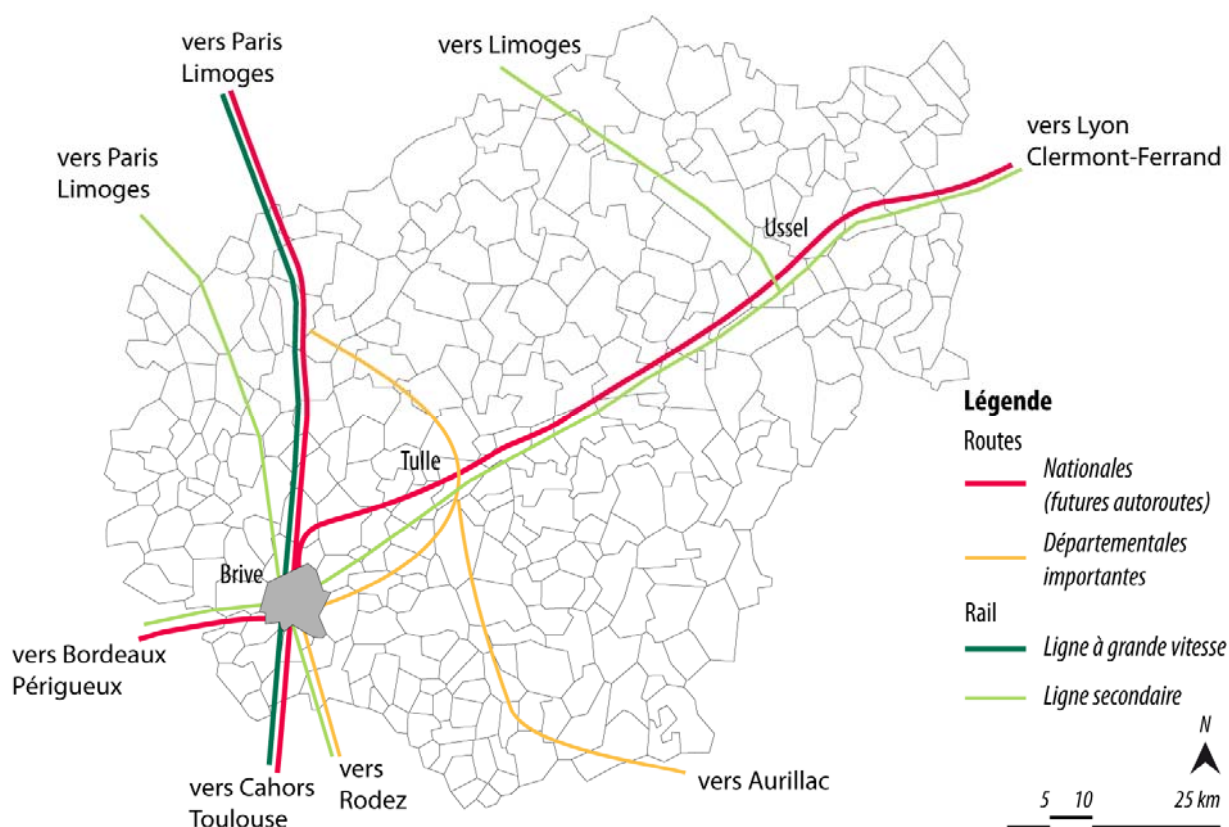 vers Paris
Limoges
vers Limoges
vers Paris
Limoges
vers Lyon
Clermont-Ferrand
Ussel
Tulle
Brive
vers Bordeaux
Périgueux
vers Cahors
Toulouse
vers
Rodez
vers Aurillac
Légende
Routes
Nationales
(futures autoroutes)
Départementales
importantes
Rail
Ligne à grande vitesse
Ligne secondaire
N
5 10 25 km